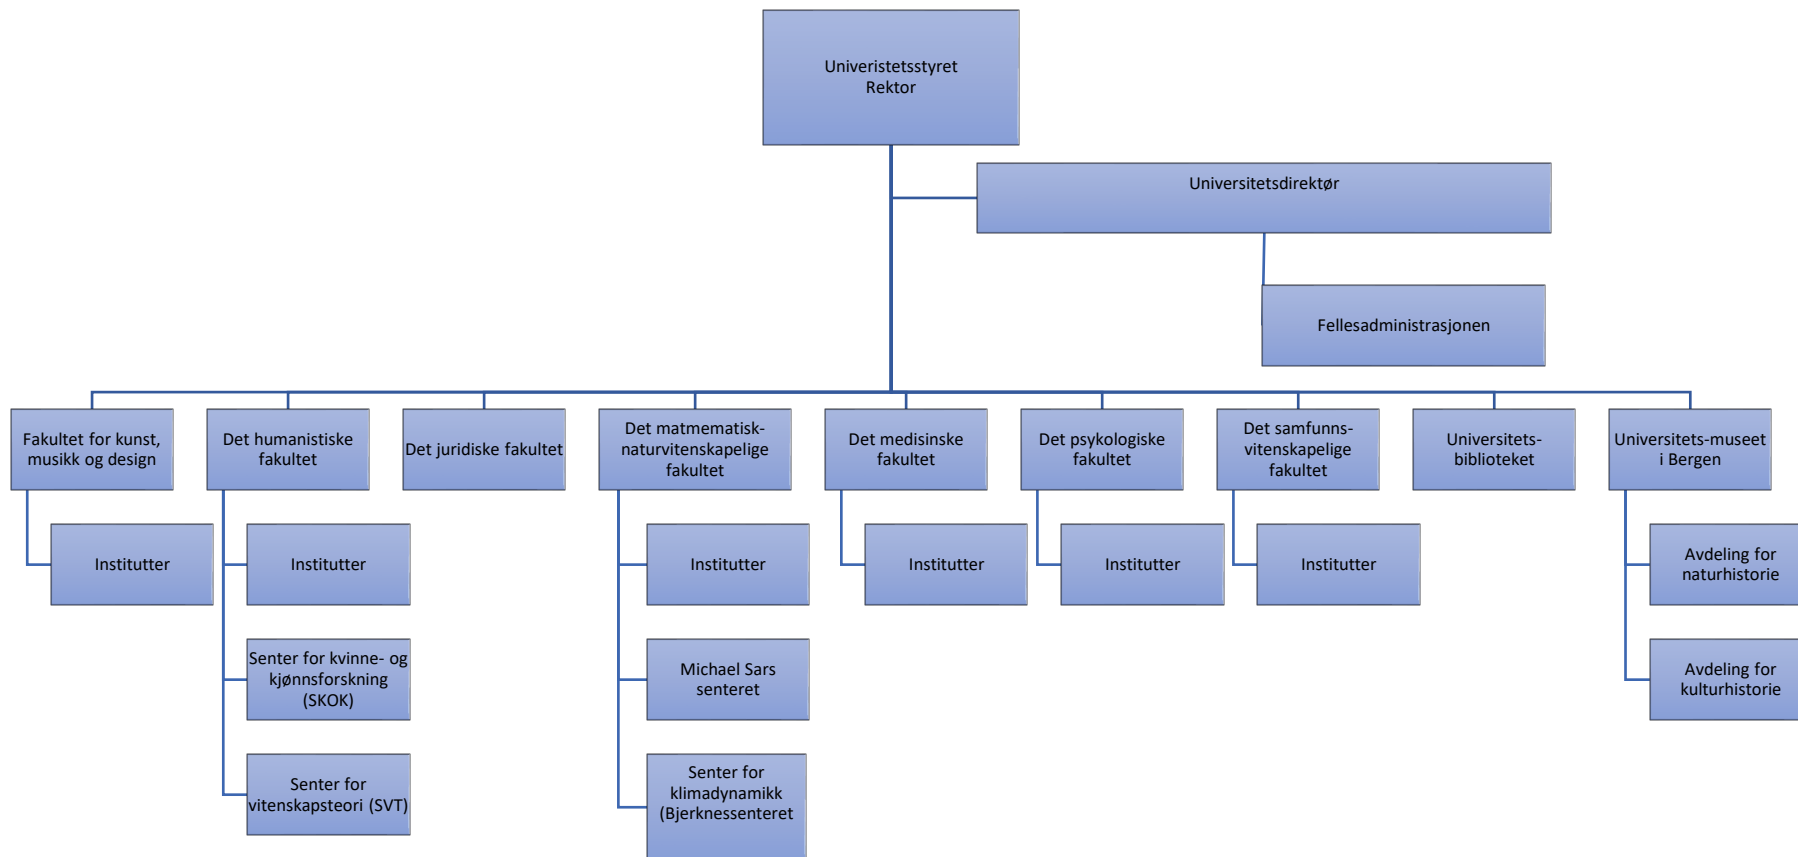 Univeristetsstyret
Rektor
Universitetsdirektør
Fellesadministrasjonen
Fakultet for kunst,
musikk og design
Det humanistiske
fakultet
Det juridiske fakultet
Det matmematisk-
naturvitenskapelige
fakultet
Det medisinske
fakultet
Det psykologiske
fakultet
Det samfunns-
vitenskapelige
fakultet
Universitets-
biblioteket
Universitets-museet
i Bergen
Institutter
Institutter
Institutter
Institutter
Institutter
Institutter
Avdeling for
naturhistorie
Senter for kvinne- og
kjønnsforskning
(SKOK)
Michael Sars
senteret
Avdeling for
kulturhistorie
Senter for
vitenskapsteori (SVT)
Senter for
klimadynamikk
(Bjerknessenteret